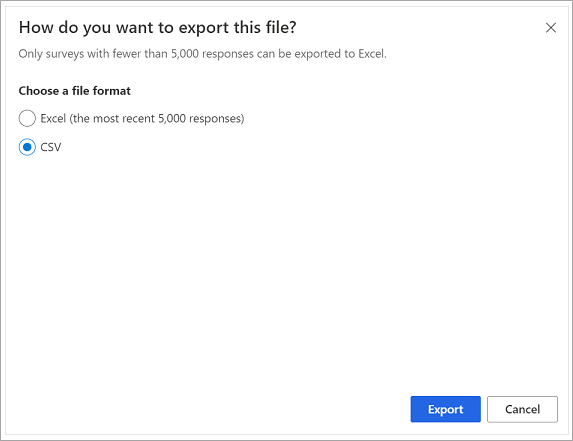 How do you want to export this file?
Only surveys with fewer than 5,000 responses can be exported to Excel.
Choose a file format
Excel (the most recent 5,000 responses)
CSV
Export
Cancel